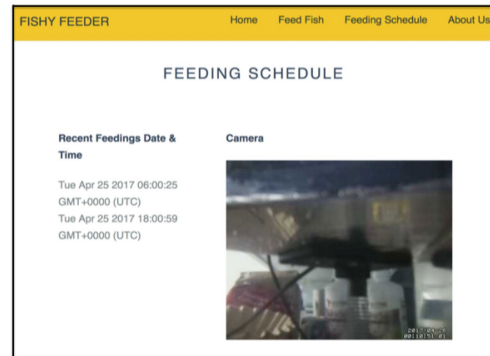 FISHY FEEDER
Home Feed Fish Feeding Schedule About Us
FEEDING SCHEDULE
Recent Feedings Date &
Time
Tue Apr 25 2017 06:00:25
GMT+0000 (UTC)
Tue Apr 25 2017 18:00:59
GMT+0000 (UTC)
Camera